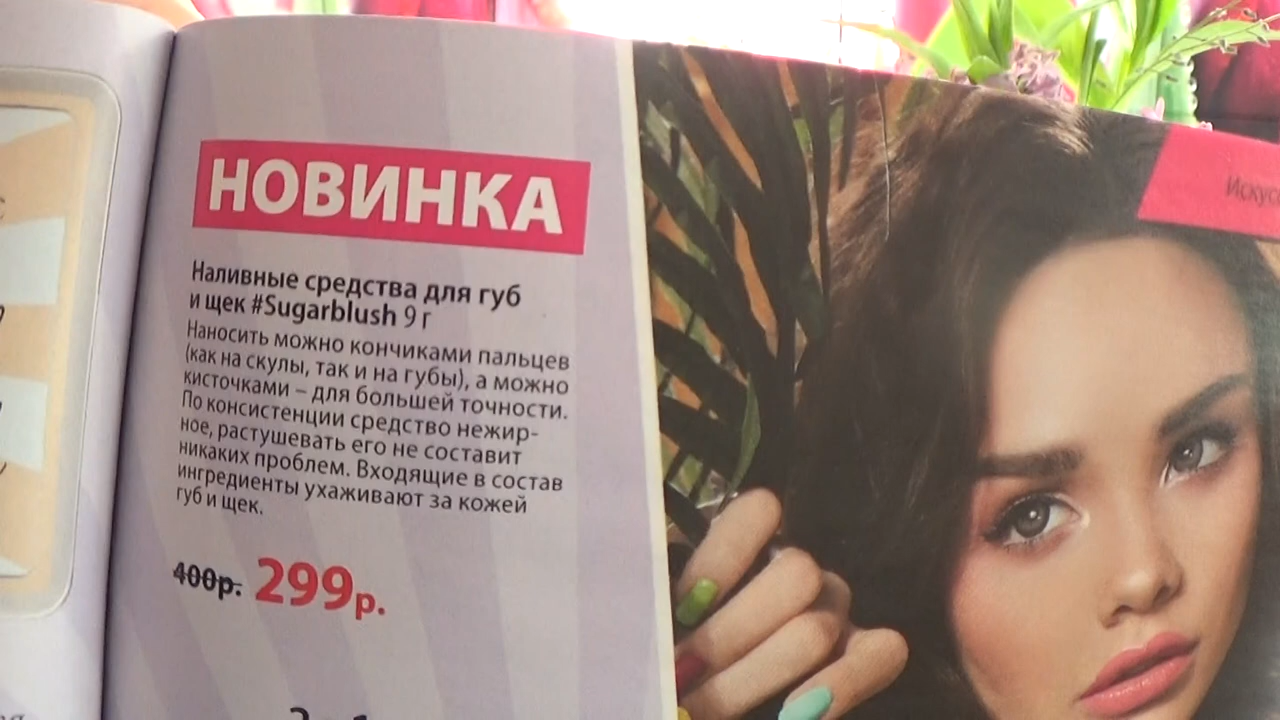 НОВИНКА
Наливные средства для губ
и щек #Sugarblush 9 г
Наносить можно кончиками пальцев
(как на скулы, так и на губы), а можно
кисточками – для большей точности.
По консистенции средство нежир-
ное, растушевать его не составит
никаких проблем. Входящие в состав
ингредиенты ухаживают за кожей
губ и щек.
400р. 299р.